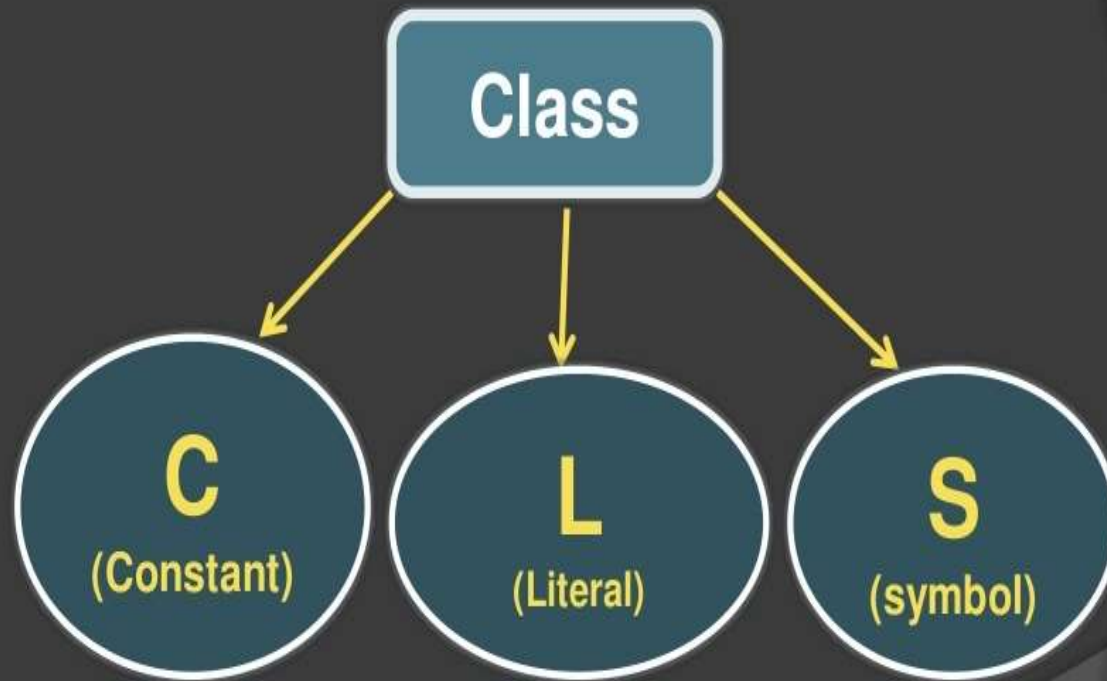 Class
C
(Constant)
L
(Literal)
S
(symbol)